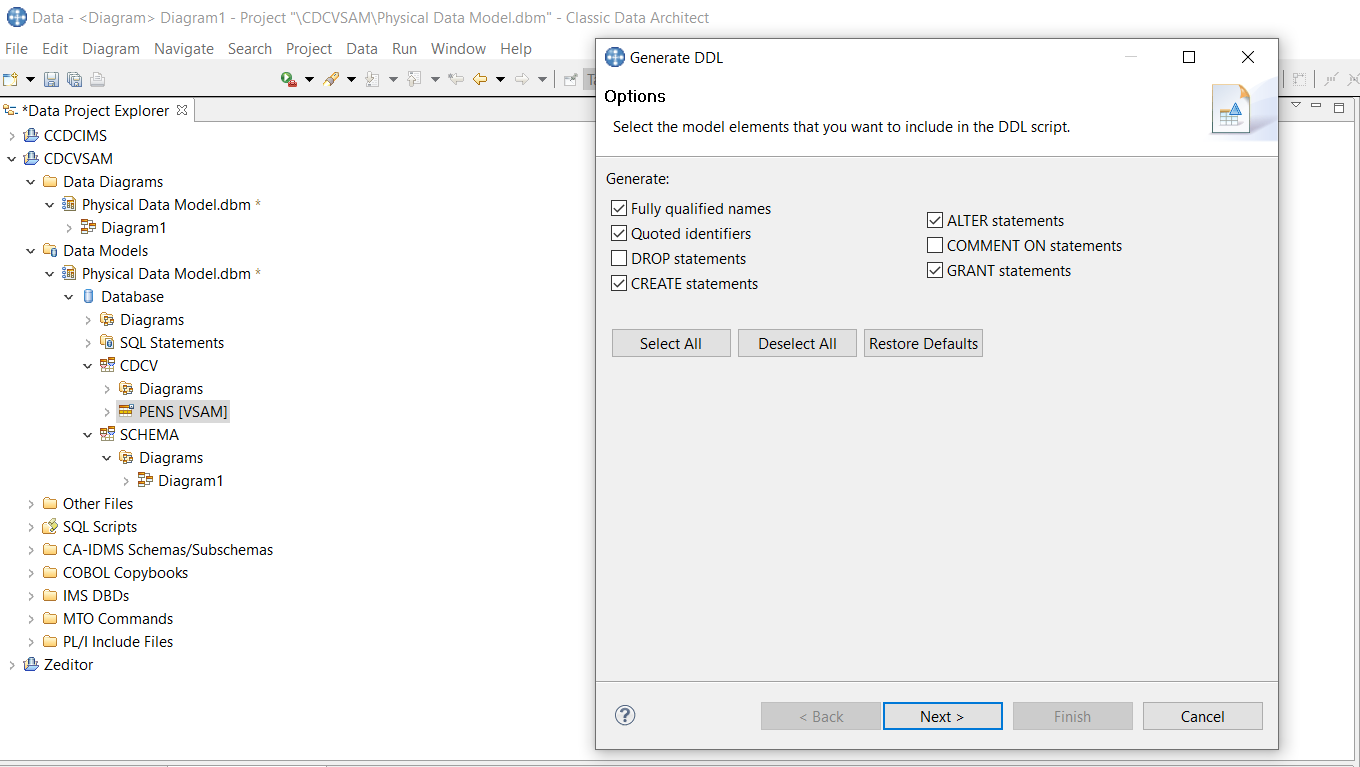 Data - <Diagram> Diagram1 - Project "\CDCVSAM\Physical Data Model.dbm" - Classic Data Architect
File Edit Diagram Navigate Search Project Data Run Window Help
*Data Project Explorer
CCDCIMS
CDCVSAM
Data Diagrams
Physical Data Model.dbm *
Diagram1
Data Models
Physical Data Model.dbm *
Database
Diagrams
SQL Statements
CDCV
Diagrams
PENS [VSAM]
SCHEMA
Diagrams
Diagram1
Other Files
SQL Scripts
CA-IDMS Schemas/Subschemas
COBOL Copybooks
IMS DBDs
MTO Commands
PL/I Include Files
Zeditor
Generate DDL
Options
Select the model elements that you want to include in the DDL script.
Generate:
Fully qualified names
Quoted identifiers
DROP statements
CREATE statements
ALTER statements
COMMENT ON statements
GRANT statements
Select All Deselect All Restore Defaults
? < Back Next > Finish Cancel